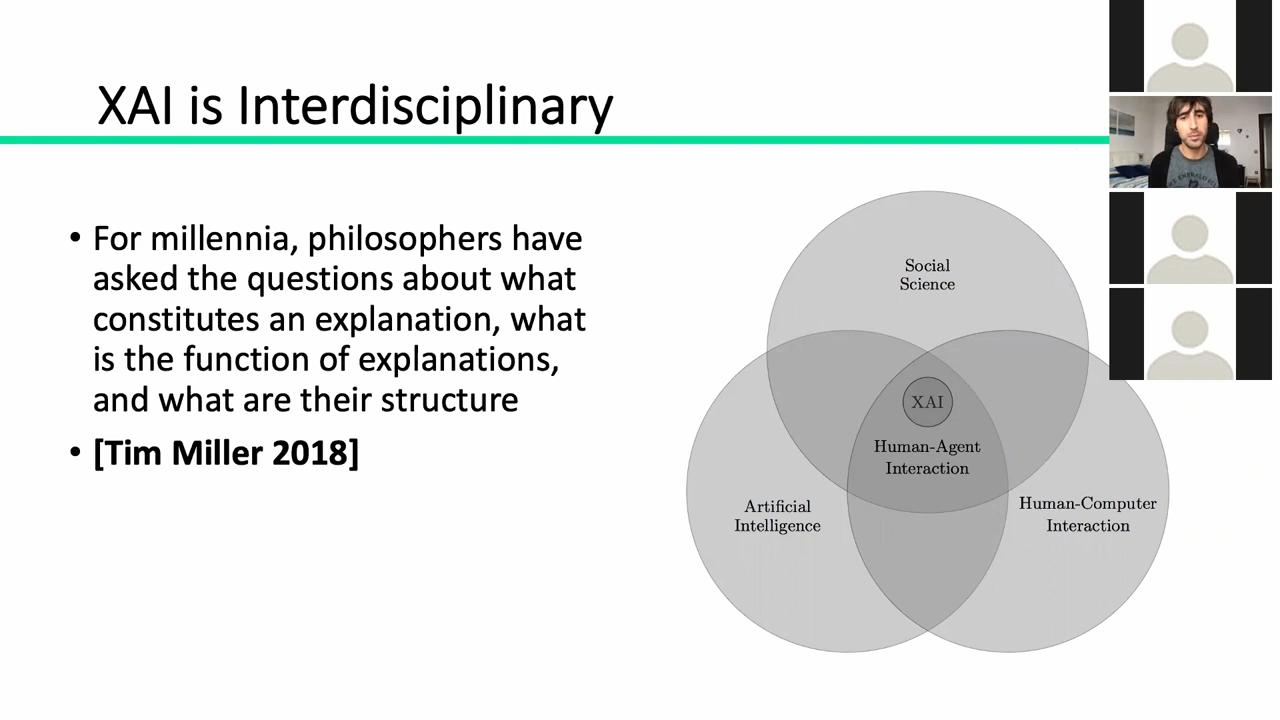 XAI is Interdisciplinary
• For millennia, philosophers have
asked the questions about what
constitutes an explanation, what
is the function of explanations,
and what are their structure
• [Tim Miller 2018]
Social
Science
XAI
Human-Agent
Interaction
Artificial
Intelligence
Human-Computer
Interaction